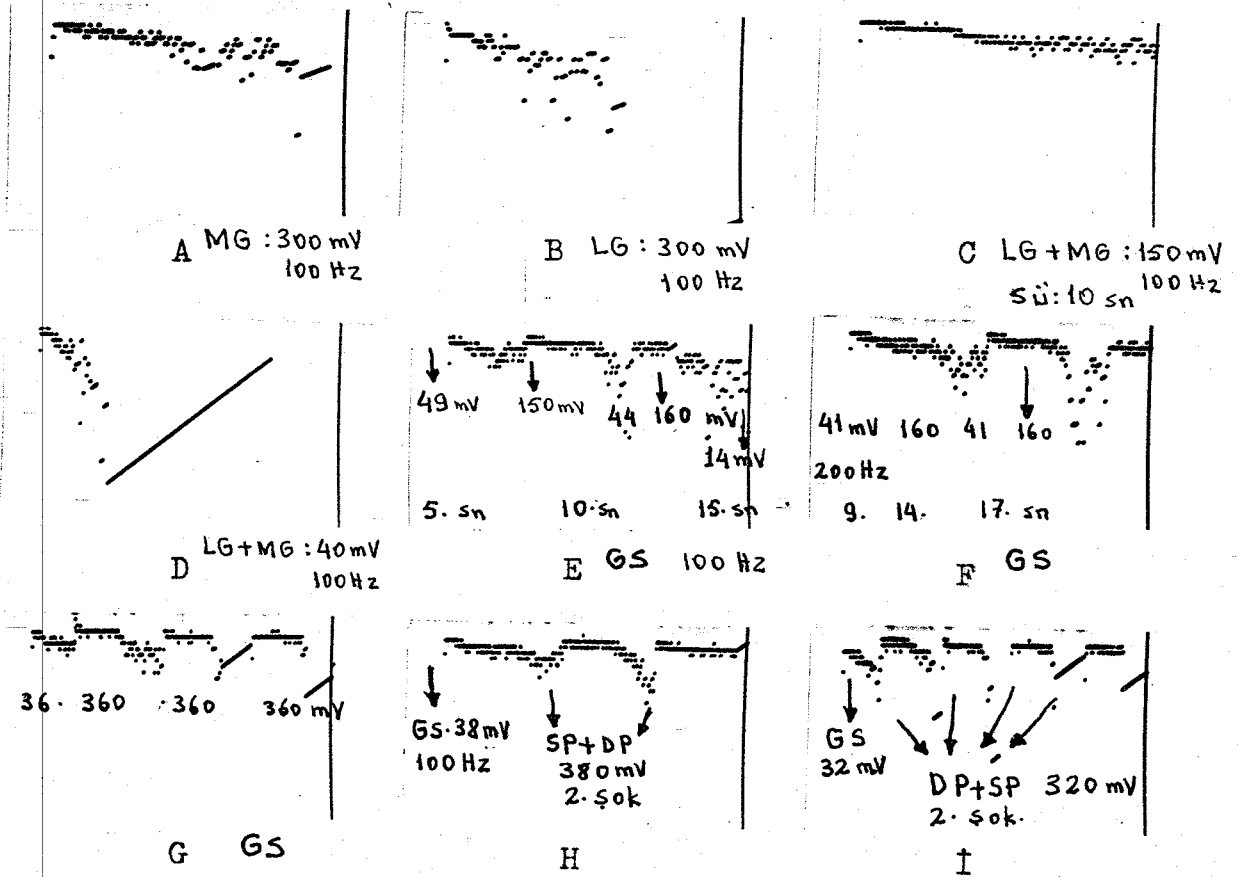 A MG : 300 mV
100 Hz
B LG : 300 mV
100 Hz
C LG + MG : 150 mV
100 Hz
Sü: 10 sn
D LG+MG : 40 mV
100 Hz
49 mV 150 mV 44 160 mV
14 mV
5. sn 10. sn 15. sn
E GS 100 Hz
41 mV 160 41 160
200 Hz
9. 14. 17. sn
F GS
36. 360 .360 360 mV
G GS
GS. 38 mV
100 Hz
SP+DP
380 mV
2. Şok
H
GS
32 mV
DP+SP 320 mV
2. Şok.
I